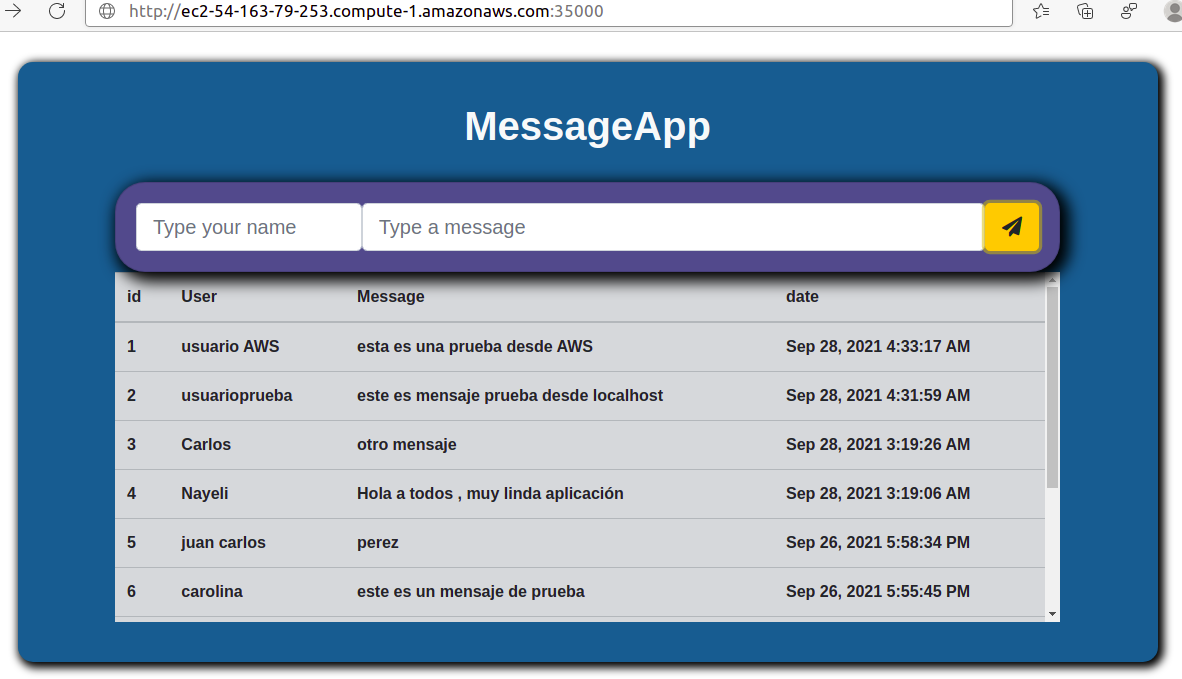 http://ec2-54-163-79-253.compute-1.amazonaws.com:35000
MessageApp
Type your name Type a message
id User Message date
1 usuario AWS esta es una prueba desde AWS Sep 28, 2021 4:33:17 AM
2 usuarioprueba este es mensaje prueba desde localhost Sep 28, 2021 4:31:59 AM
3 Carlos otro mensaje Sep 28, 2021 3:19:26 AM
4 Nayeli Hola a todos , muy linda aplicación Sep 28, 2021 3:19:06 AM
5 juan carlos perez Sep 26, 2021 5:58:34 PM
6 carolina este es un mensaje de prueba Sep 26, 2021 5:55:45 PM